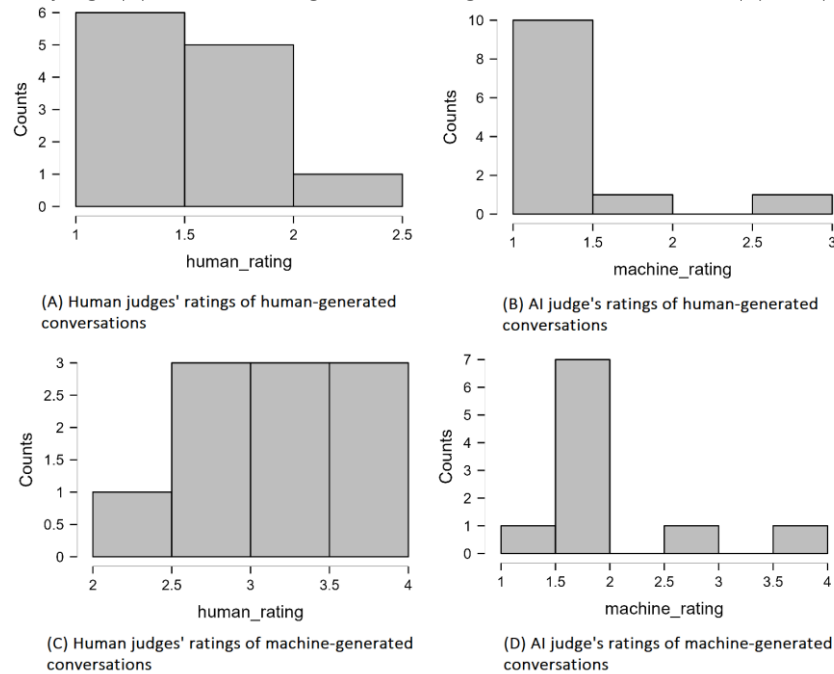 6
5
4
3
2
1
0
Counts
1 1.5 2 2.5
human_rating
(A) Human judges' ratings of human-generated
conversations
10
8
6
4
2
0
Counts
1 1.5 2 2.5 3
machine_rating
(B) AI judge's ratings of human-generated
conversations
3
2.5
2
1.5
1
0.5
0
Counts
2 2.5 3 3.5 4
human_rating
(C) Human judges' ratings of machine-generated
conversations
7
6
5
4
3
2
1
0
Counts
1 1.5 2 2.5 3 3.5 4
machine_rating
(D) AI judge's ratings of machine-generated
conversations